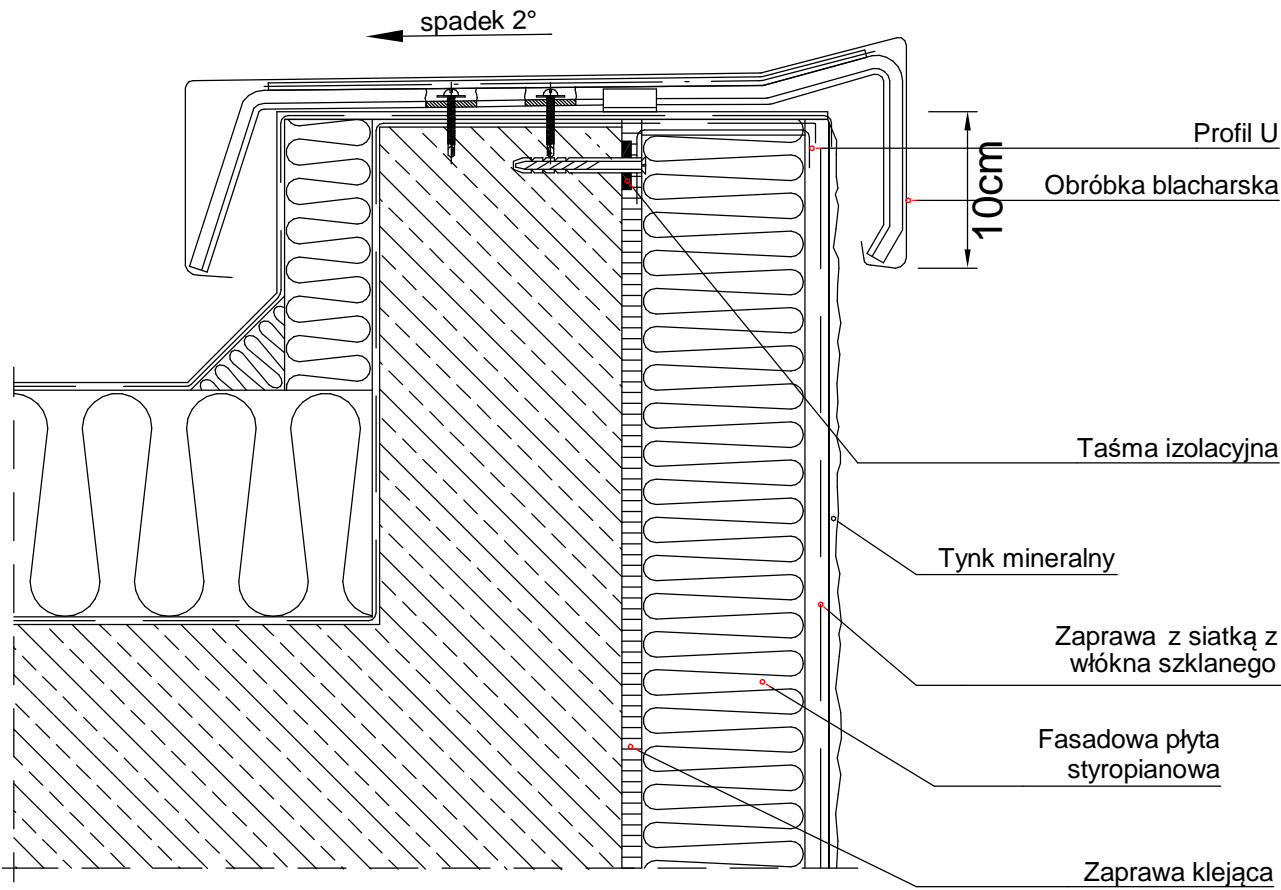 spadek 2°
Profil U
Obróbka blacharska
10cm
Taśma izolacyjna
Tynk mineralny
Zaprawa z siatką z
włókna szklanego
Fasadowa płyta
styropianowa
Zaprawa klejąca